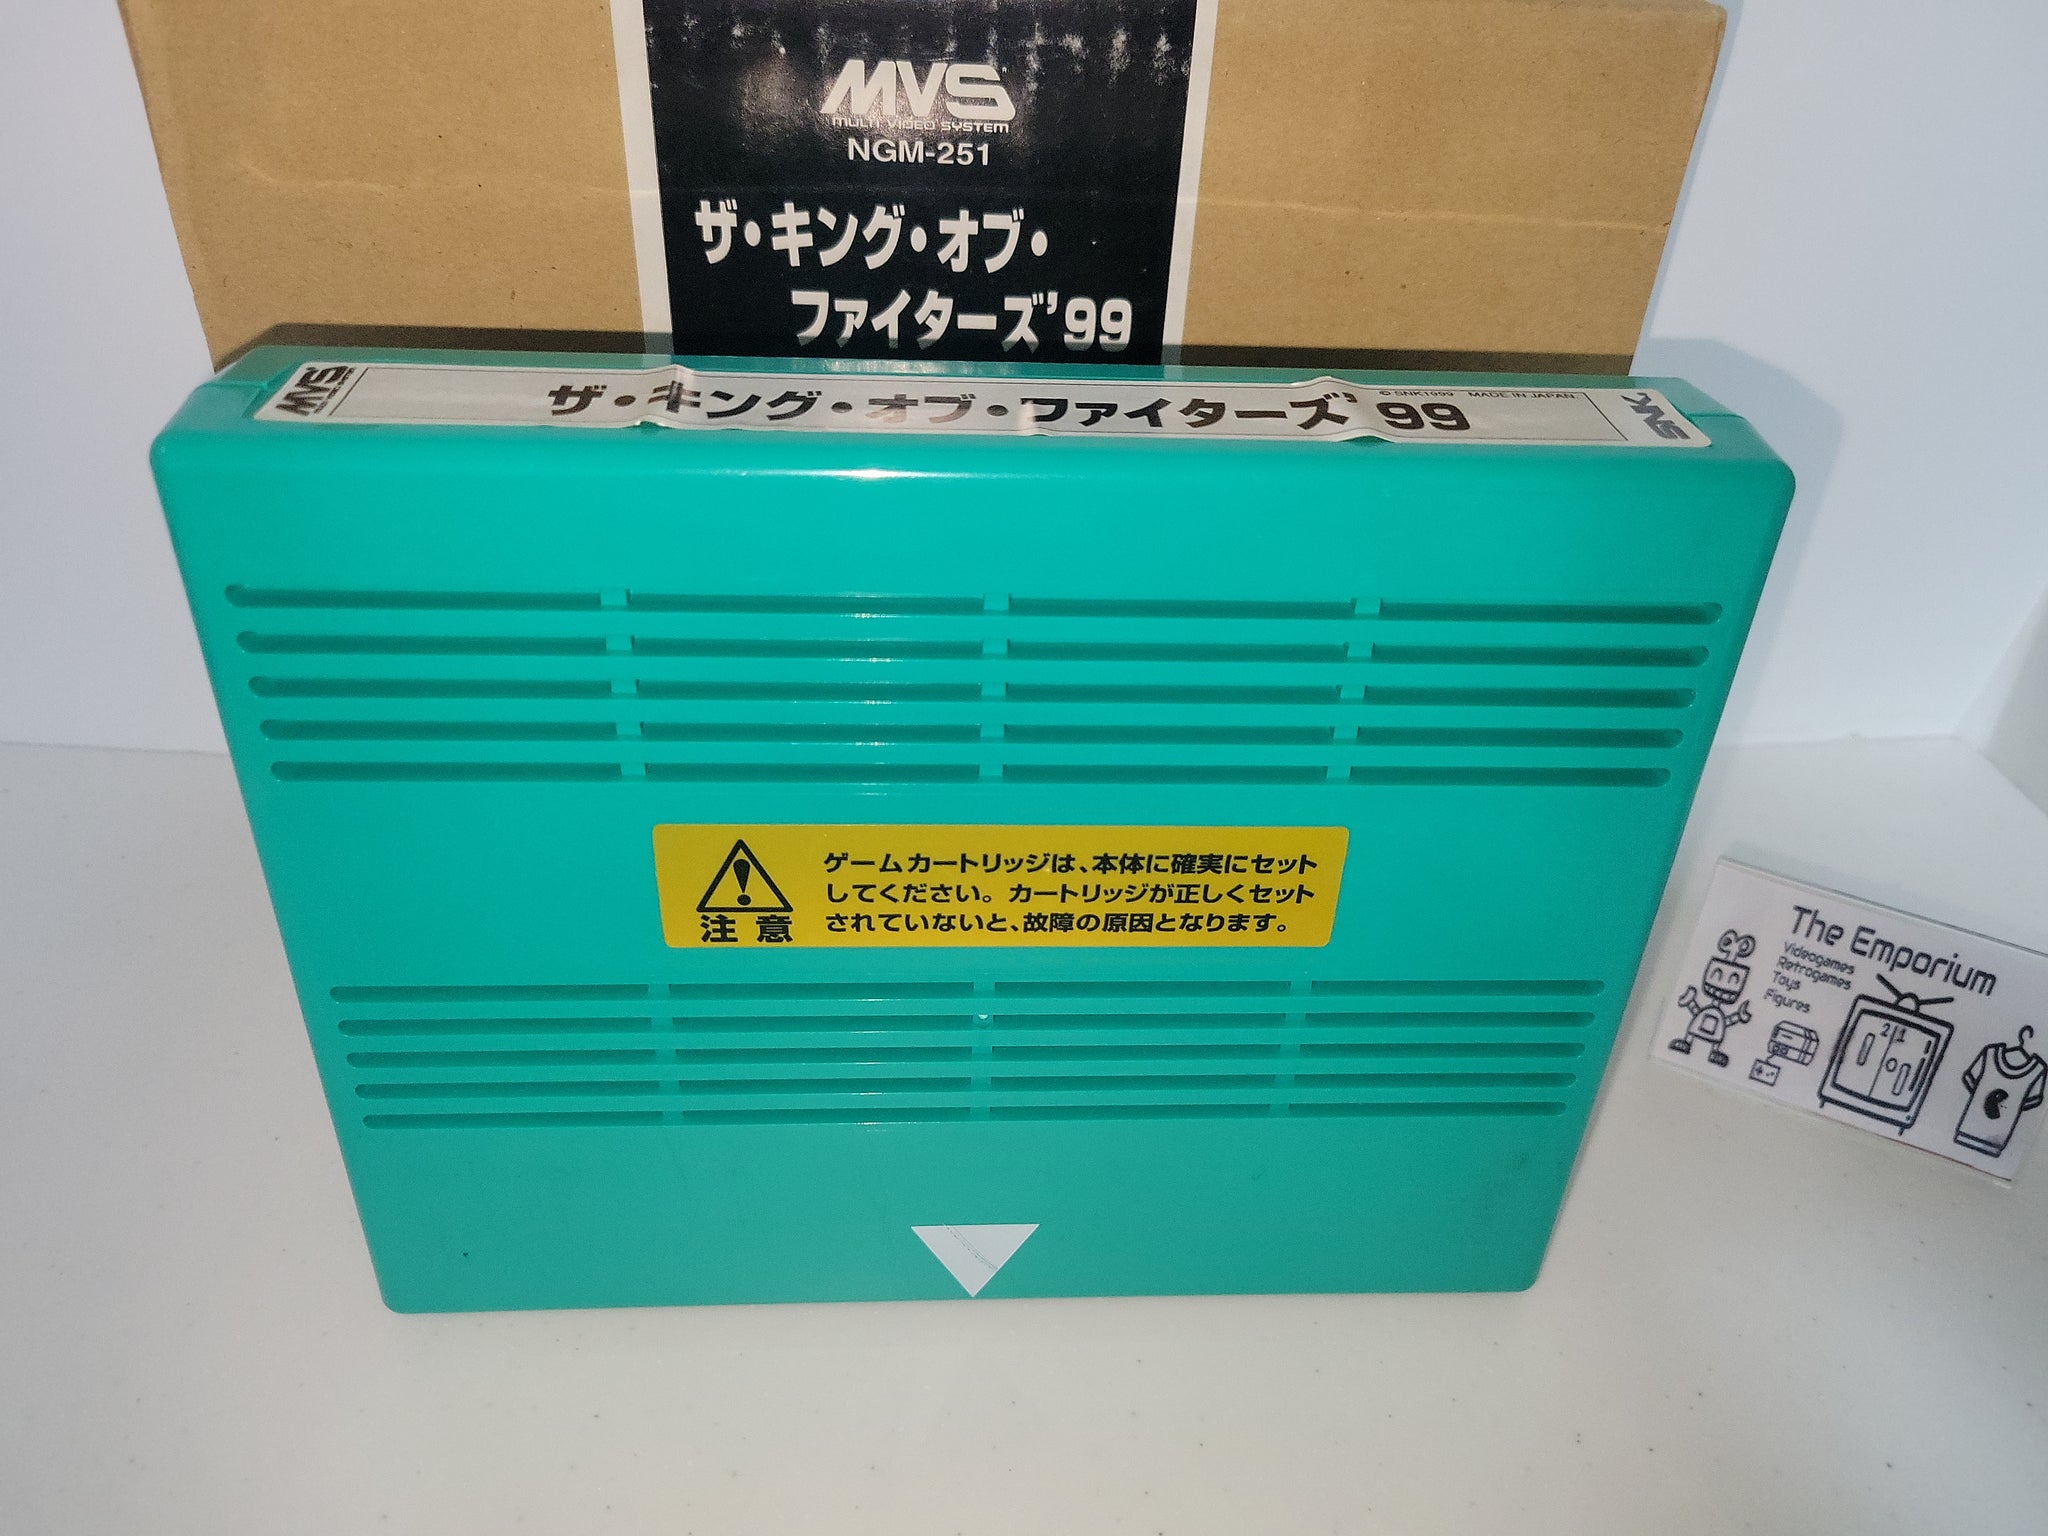 MVS
MULTI VIDEO SYSTEM
NGM-251
ザ・キング・オブ・
ファイターズ'99
MVS
ザ・キング・オブ・ファイターズ'99
©SNK1999 MADE IN JAPAN.
SNK
注意
ゲームカートリッジは、本体に確実にセット
してください。カートリッジが正しくセット
されていないと、故障の原因となります。
The Emporium
Videogames
Retrogames
Toys
Figures
2 1